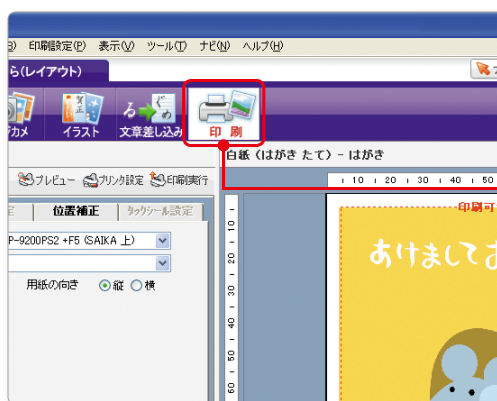 印刷設定(P) 表示(V) ツール(T) ナビ(N) ヘルプ(H)
ら(レイアウト)
カメ イラスト 文章差し込み 印 刷
白紙 (はがき たて) - はがき
プレビュー プリンタ設定 印刷実行
位置補正 タックシール設定
P-9200PS2 +F5 (SAIKA 上)
用紙の向き 縦 横
10 20 30 40 50
印刷可
あけましてお
10
20
30
40
50
60